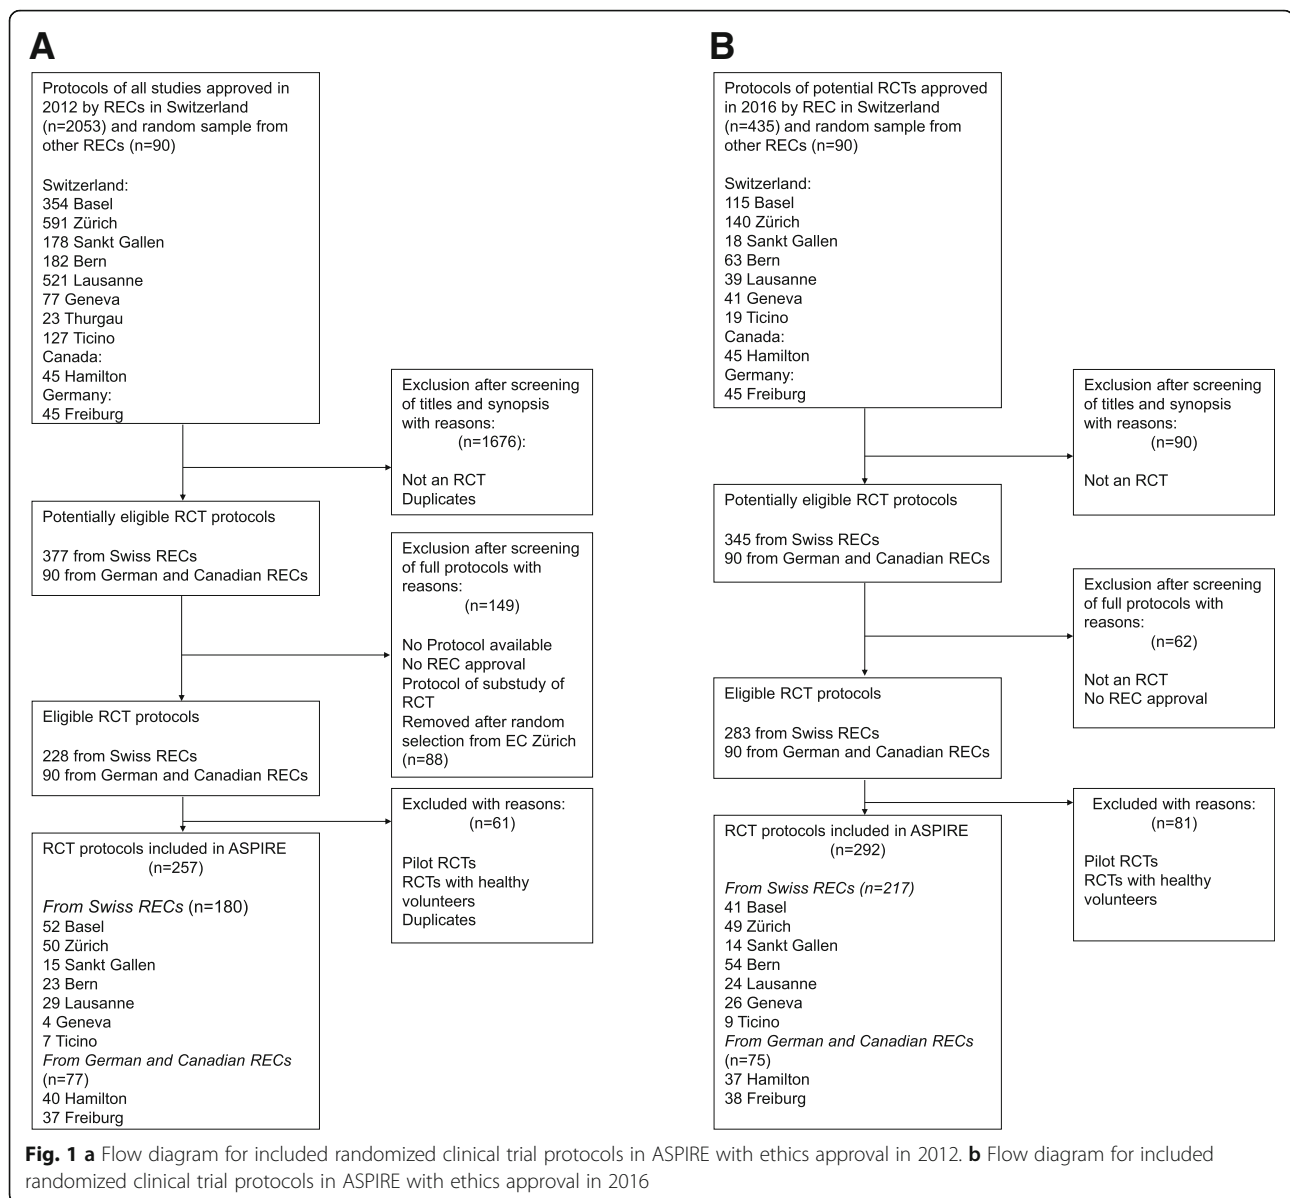 A
Protocols of all studies approved in
2012 by RECs in Switzerland
(n=2053) and random sample from
other RECs (n=90)
Switzerland:
354 Basel
591 Zürich
178 Sankt Gallen
182 Bern
521 Lausanne
77 Geneva
23 Thurgau
127 Ticino
Canada:
45 Hamilton
Germany:
45 Freiburg
Exclusion after screening
of titles and synopsis
with reasons:
(n=1676):
Not an RCT
Duplicates
Potentially eligible RCT protocols
377 from Swiss RECs
90 from German and Canadian RECs
Exclusion after screening
of full protocols with
reasons:
(n=149)
No Protocol available
No REC approval
Protocol of substudy of
RCT
Removed after random
selection from EC Zürich
(n=88)
Eligible RCT protocols
228 from Swiss RECs
90 from German and Canadian RECs
Excluded with reasons:
(n=61)
Pilot RCTs
RCTs with healthy
volunteers
Duplicates
RCT protocols included in ASPIRE
(n=257)
From Swiss RECs (n=180)
52 Basel
50 Zürich
15 Sankt Gallen
23 Bern
29 Lausanne
4 Geneva
7 Ticino
From German and Canadian RECs
(n=77)
40 Hamilton
37 Freiburg
B
Protocols of potential RCTs approved
in 2016 by REC in Switzerland
(n=435) and random sample from
other RECs (n=90)
Switzerland:
115 Basel
140 Zürich
18 Sankt Gallen
63 Bern
39 Lausanne
41 Geneva
19 Ticino
Canada:
45 Hamilton
Germany:
45 Freiburg
Exclusion after screening
of titles and synopsis
with reasons:
(n=90)
Not an RCT
Potentially eligible RCT protocols
345 from Swiss RECs
90 from German and Canadian RECs
Exclusion after screening
of full protocols with
reasons:
(n=62)
Not an RCT
No REC approval
Eligible RCT protocols
283 from Swiss RECs
90 from German and Canadian RECs
Excluded with reasons:
(n=81)
Pilot RCTs
RCTs with healthy
volunteers
RCT protocols included in ASPIRE
(n=292)
From Swiss RECs (n=217)
41 Basel
49 Zürich
14 Sankt Gallen
54 Bern
24 Lausanne
26 Geneva
9 Ticino
From German and Canadian RECs
(n=75)
37 Hamilton
38 Freiburg
Fig. 1 a Flow diagram for included randomized clinical trial protocols in ASPIRE with ethics approval in 2012. b Flow diagram for included
randomized clinical trial protocols in ASPIRE with ethics approval in 2016